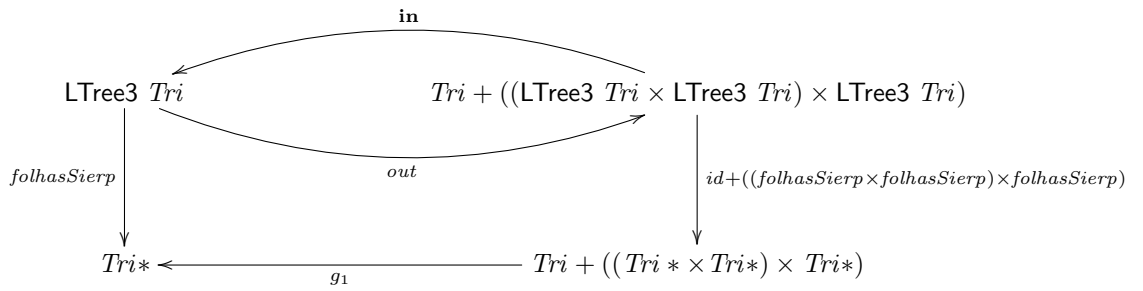 in
LTree3 Tri
Tri + ((LTree3 Tri × LTree3 Tri) × LTree3 Tri)
out
folhasSierp
id+((folhasSierp×folhasSierp)×folhasSierp)
Tri*
g₁
Tri + ((Tri * ×Tri*) × Tri*)